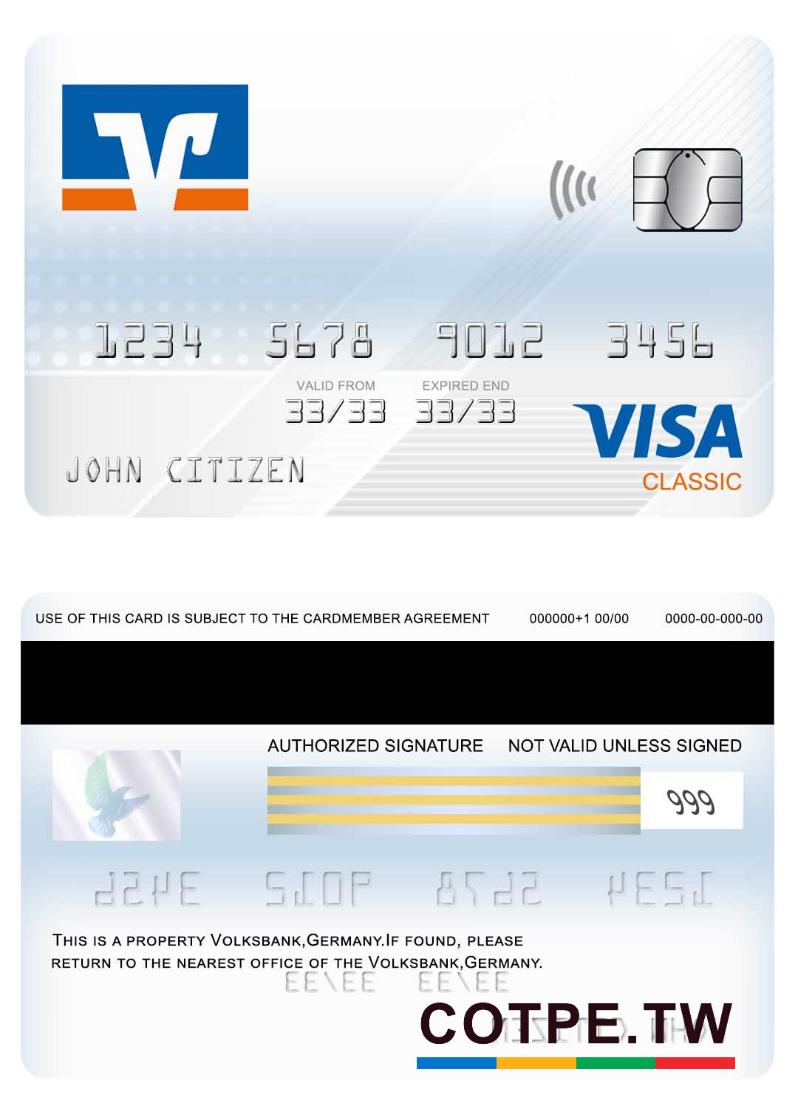 1234 5678 9012 3456
VALID FROM EXPIRED END
33/33 33/33
JOHN CITIZEN
VISA
CLASSIC
USE OF THIS CARD IS SUBJECT TO THE CARDMEMBER AGREEMENT 000000+1 00/00 0000-00-000-00
AUTHORIZED SIGNATURE NOT VALID UNLESS SIGNED
999
THIS IS A PROPERTY VOLKSBANK,GERMANY.IF FOUND, PLEASE
RETURN TO THE NEAREST OFFICE OF THE VOLKSBANK,GERMANY.
COTPE.TW